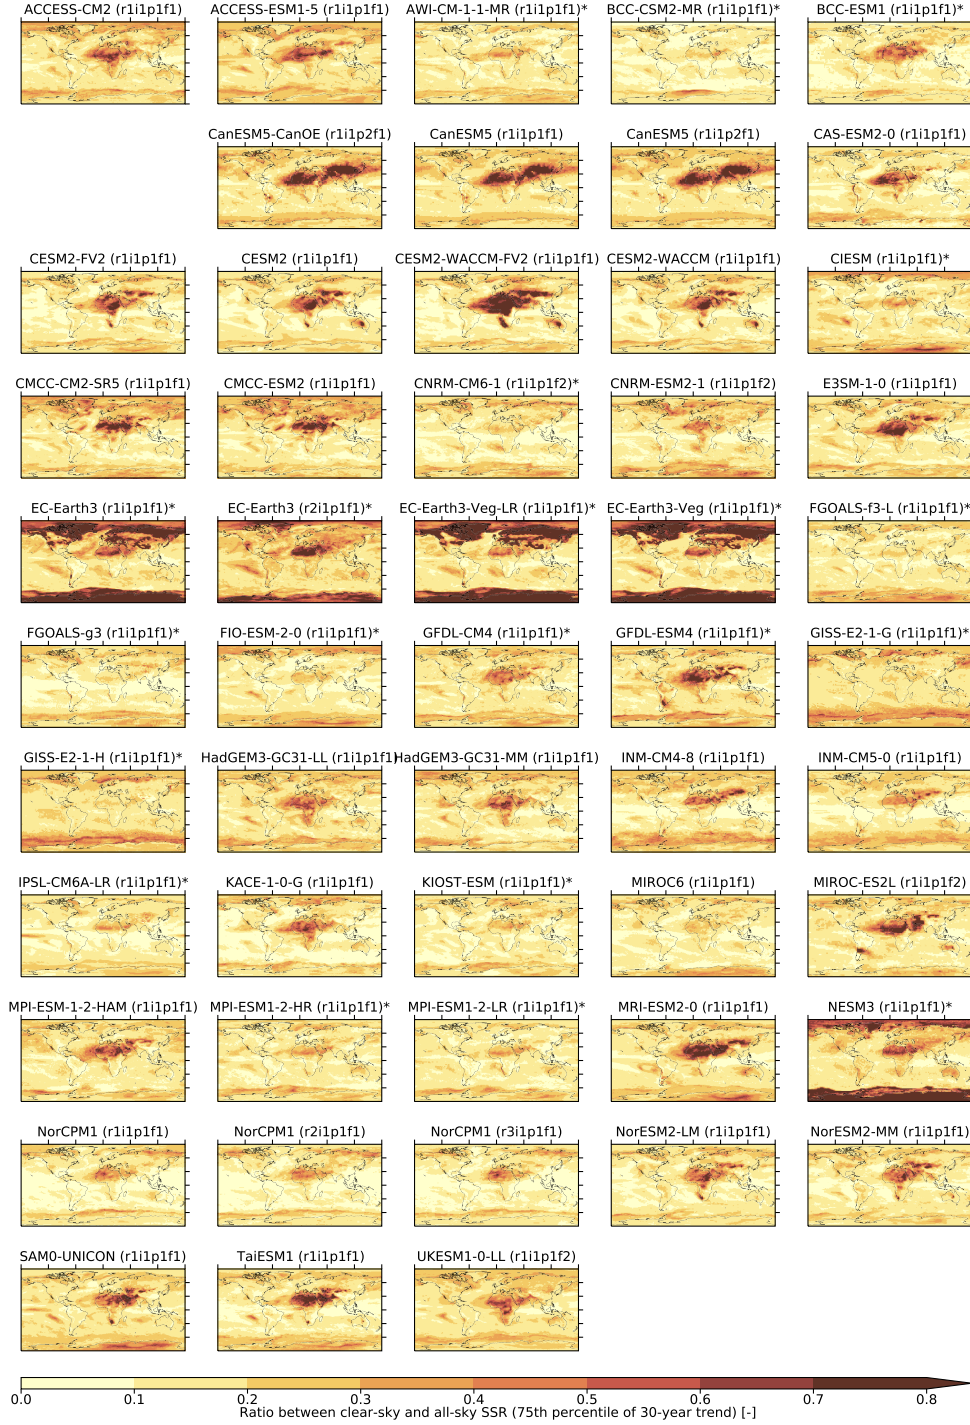 ACCESS-CM2 (r1i1p1f1)
ACCESS-ESM1-5 (r1i1p1f1)
AWI-CM-1-1-MR (r1i1p1f1)*
BCC-CSM2-MR (r1i1p1f1)*
BCC-ESM1 (r1i1p1f1)*
CanESM5-CanOE (r1i1p2f1)
CanESM5 (r1i1p1f1)
CanESM5 (r1i1p2f1)
CAS-ESM2-0 (r1i1p1f1)
CESM2-FV2 (r1i1p1f1)
CESM2 (r1i1p1f1)
CESM2-WACCM-FV2 (r1i1p1f1)
CESM2-WACCM (r1i1p1f1)
CIESM (r1i1p1f1)*
CMCC-CM2-SR5 (r1i1p1f1)
CMCC-ESM2 (r1i1p1f1)
CNRM-CM6-1 (r1i1p1f2)*
CNRM-ESM2-1 (r1i1p1f2)
E3SM-1-0 (r1i1p1f1)
EC-Earth3 (r1i1p1f1)*
EC-Earth3 (r2i1p1f1)*
EC-Earth3-Veg-LR (r1i1p1f1)*
EC-Earth3-Veg (r1i1p1f1)*
FGOALS-f3-L (r1i1p1f1)*
FGOALS-g3 (r1i1p1f1)*
FIO-ESM-2-0 (r1i1p1f1)*
GFDL-CM4 (r1i1p1f1)*
GFDL-ESM4 (r1i1p1f1)*
GISS-E2-1-G (r1i1p1f1)*
GISS-E2-1-H (r1i1p1f1)*
HadGEM3-GC31-LL (r1i1p1f1)
HadGEM3-GC31-MM (r1i1p1f1)
INM-CM4-8 (r1i1p1f1)
INM-CM5-0 (r1i1p1f1)
IPSL-CM6A-LR (r1i1p1f1)*
KACE-1-0-G (r1i1p1f1)
KIOST-ESM (r1i1p1f1)*
MIROC6 (r1i1p1f1)
MIROC-ES2L (r1i1p1f2)
MPI-ESM-1-2-HAM (r1i1p1f1)
MPI-ESM1-2-HR (r1i1p1f1)*
MPI-ESM1-2-LR (r1i1p1f1)*
MRI-ESM2-0 (r1i1p1f1)
NESM3 (r1i1p1f1)*
NorCPM1 (r1i1p1f1)
NorCPM1 (r2i1p1f1)
NorCPM1 (r3i1p1f1)
NorESM2-LM (r1i1p1f1)
NorESM2-MM (r1i1p1f1)
SAM0-UNICON (r1i1p1f1)
TaiESM1 (r1i1p1f1)
UKESM1-0-LL (r1i1p1f2)
0.0 0.1 0.2 0.3 0.4 0.5 0.6 0.7 0.8
Ratio between clear-sky and all-sky SSR (75th percentile of 30-year trend) [-]